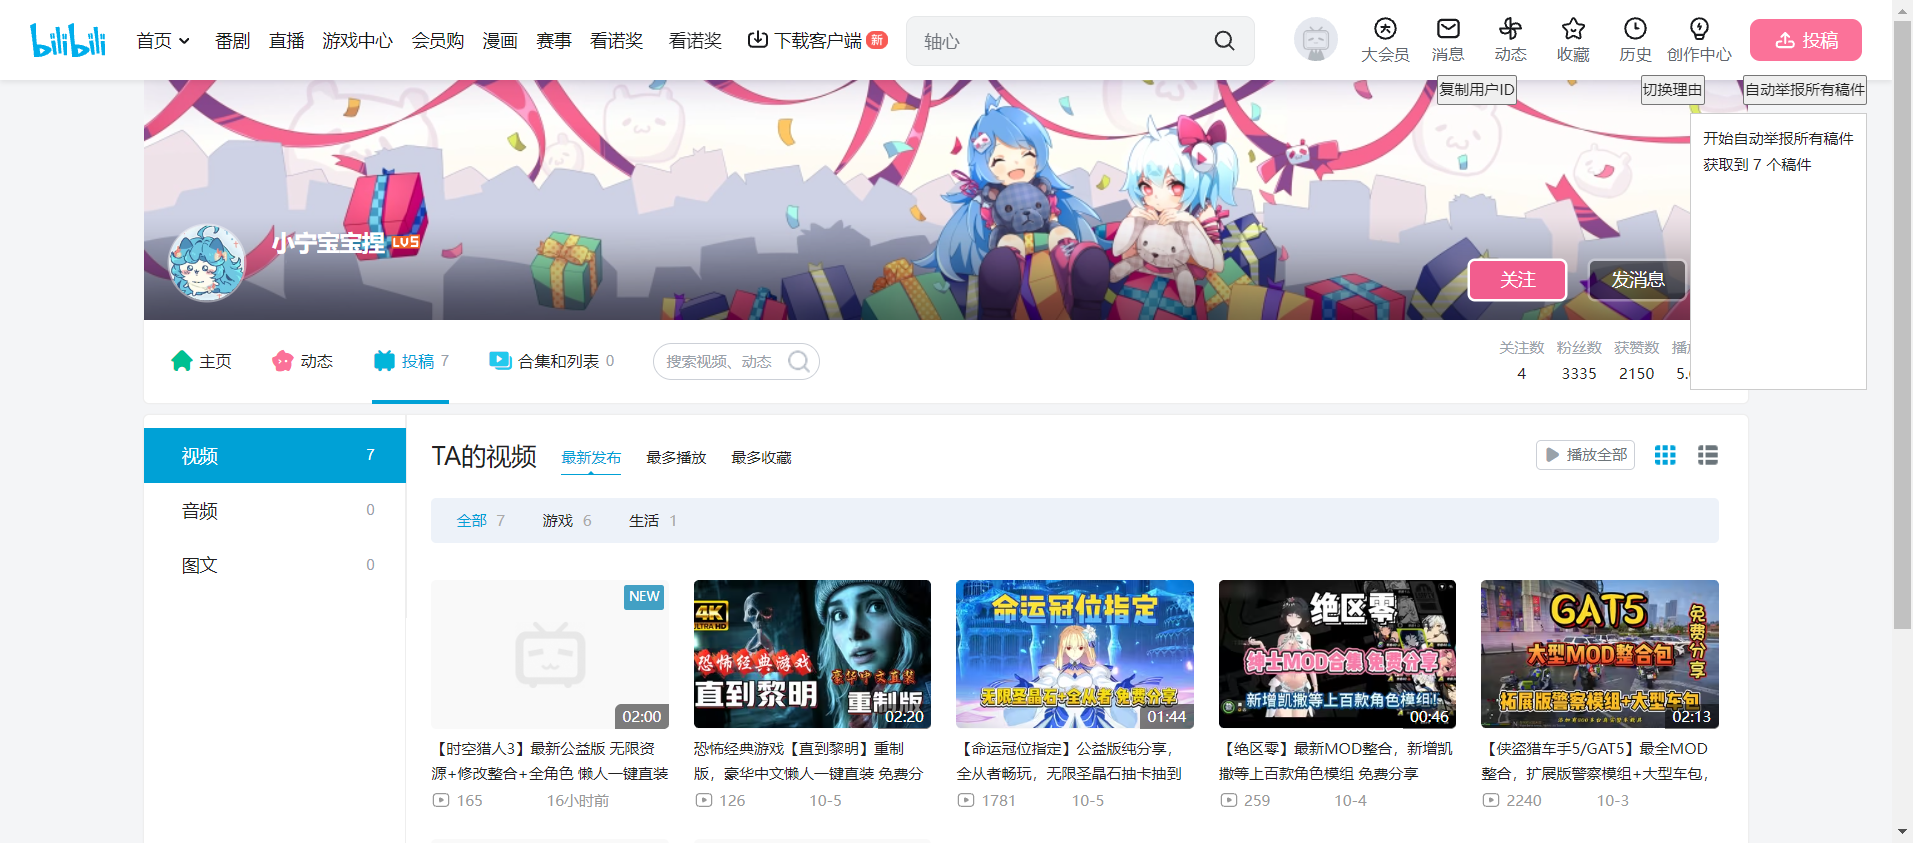 bilibili
首页
番剧
直播
游戏中心
会员购
漫画
赛事
看诺奖
看诺奖
下载客户端
新
轴心
大会员
消息
动态
收藏
历史
创作中心
投稿
复制用户ID
切换理由
自动举报所有稿件
开始自动举报所有稿件
获取到 7 个稿件
小宁宝宝捏 LV5
关注
发消息
主页
动态
投稿 7
合集和列表 0
搜索视频、动态
关注数
4
粉丝数
3335
获赞数
2150
视频 7
音频 0
图文 0
TA的视频
最新发布
最多播放
最多收藏
播放全部
全部 7
游戏 6
生活 1
NEW
02:00
【时空猎人3】最新公益版 无限资
源+修改整合+全角色 懒人一键直装
165
16小时前
4K
ULTRA HD
恐怖经典游戏
豪华中文直装
直到黎明
重制版
02:20
恐怖经典游戏【直到黎明】重制
版，豪华中文懒人一键直装 免费分
126
10-5
命运冠位指定
无限圣晶石+全从者 免费分享
01:44
【命运冠位指定】公益版纯分享，
全从者畅玩，无限圣晶石抽卡抽到
1781
10-5
绝区零
绅士MOD合集 免费分享
新增凯撒等上百款角色模组!
00:46
【绝区零】最新MOD整合，新增凯
撒等上百款角色模组 免费分享
259
10-4
GAT5
免费分享
大型MOD整合包
拓展版警察模组+大型车包
02:13
【侠盗猎车手5/GAT5】最全MOD
整合，扩展版警察模组+大型车包，
2240
10-3